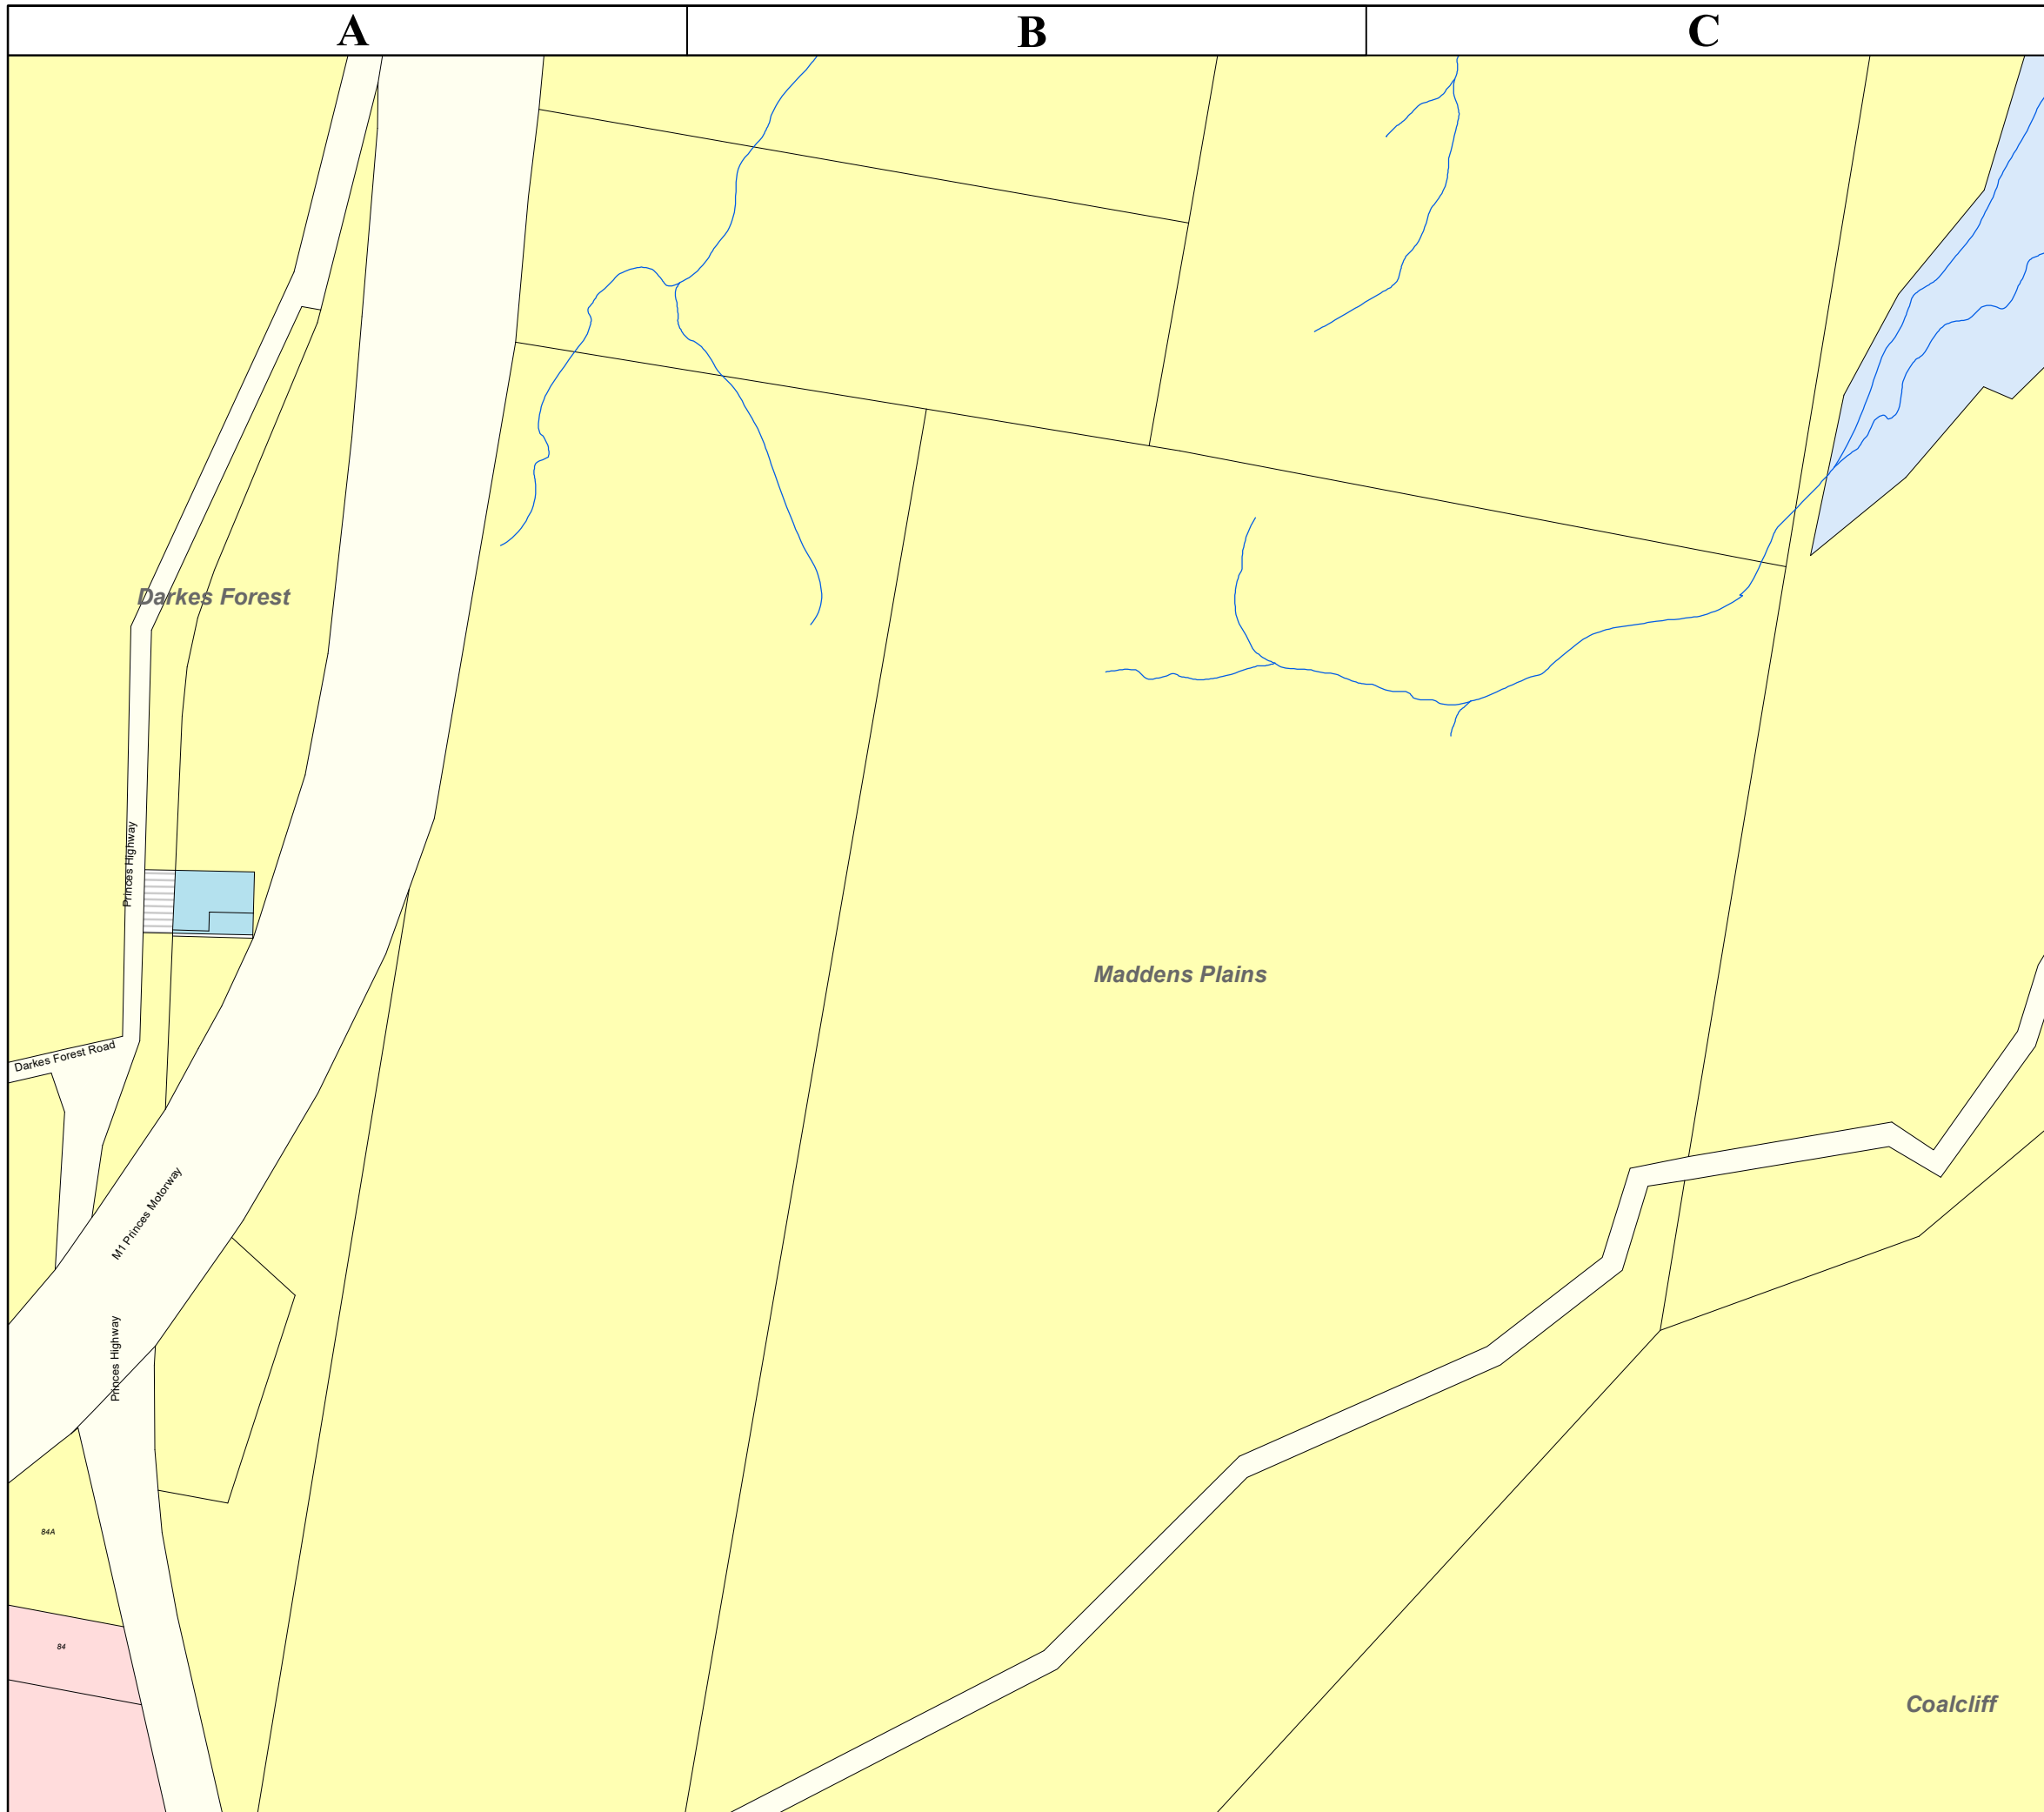 A
B
C
Darkes Forest
Princes Highway
Maddens Plains
Darkes Forest Road
M1 Princes Motorway
Princes Highway
84A
84
Coalcliff